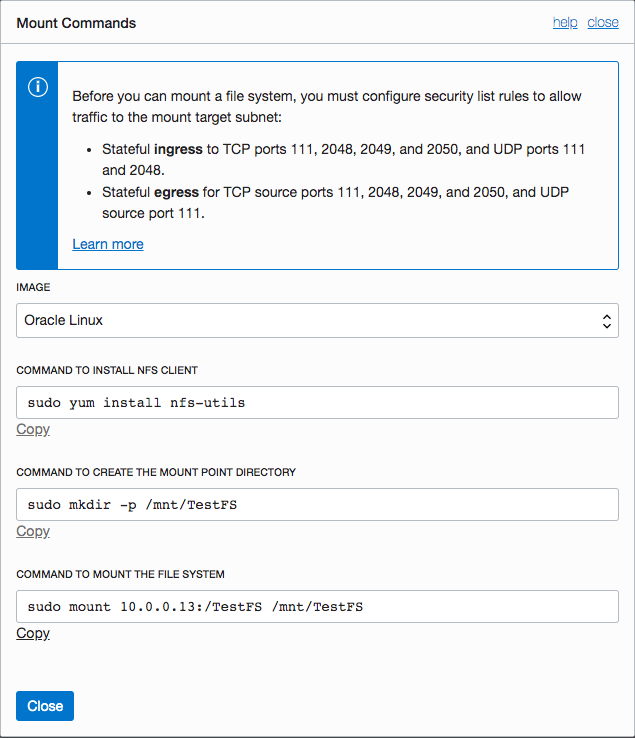 Mount Commands
help close
Before you can mount a file system, you must configure security list rules to allow
traffic to the mount target subnet:
• Stateful ingress to TCP ports 111, 2048, 2049, and 2050, and UDP ports 111
and 2048.
• Stateful egress for TCP source ports 111, 2048, 2049, and 2050, and UDP
source port 111.
Learn more
IMAGE
Oracle Linux
COMMAND TO INSTALL NFS CLIENT
sudo yum install nfs-utils
Copy
COMMAND TO CREATE THE MOUNT POINT DIRECTORY
sudo mkdir -p /mnt/TestFS
Copy
COMMAND TO MOUNT THE FILE SYSTEM
sudo mount 10.0.0.13:/TestFS /mnt/TestFS
Copy
Close